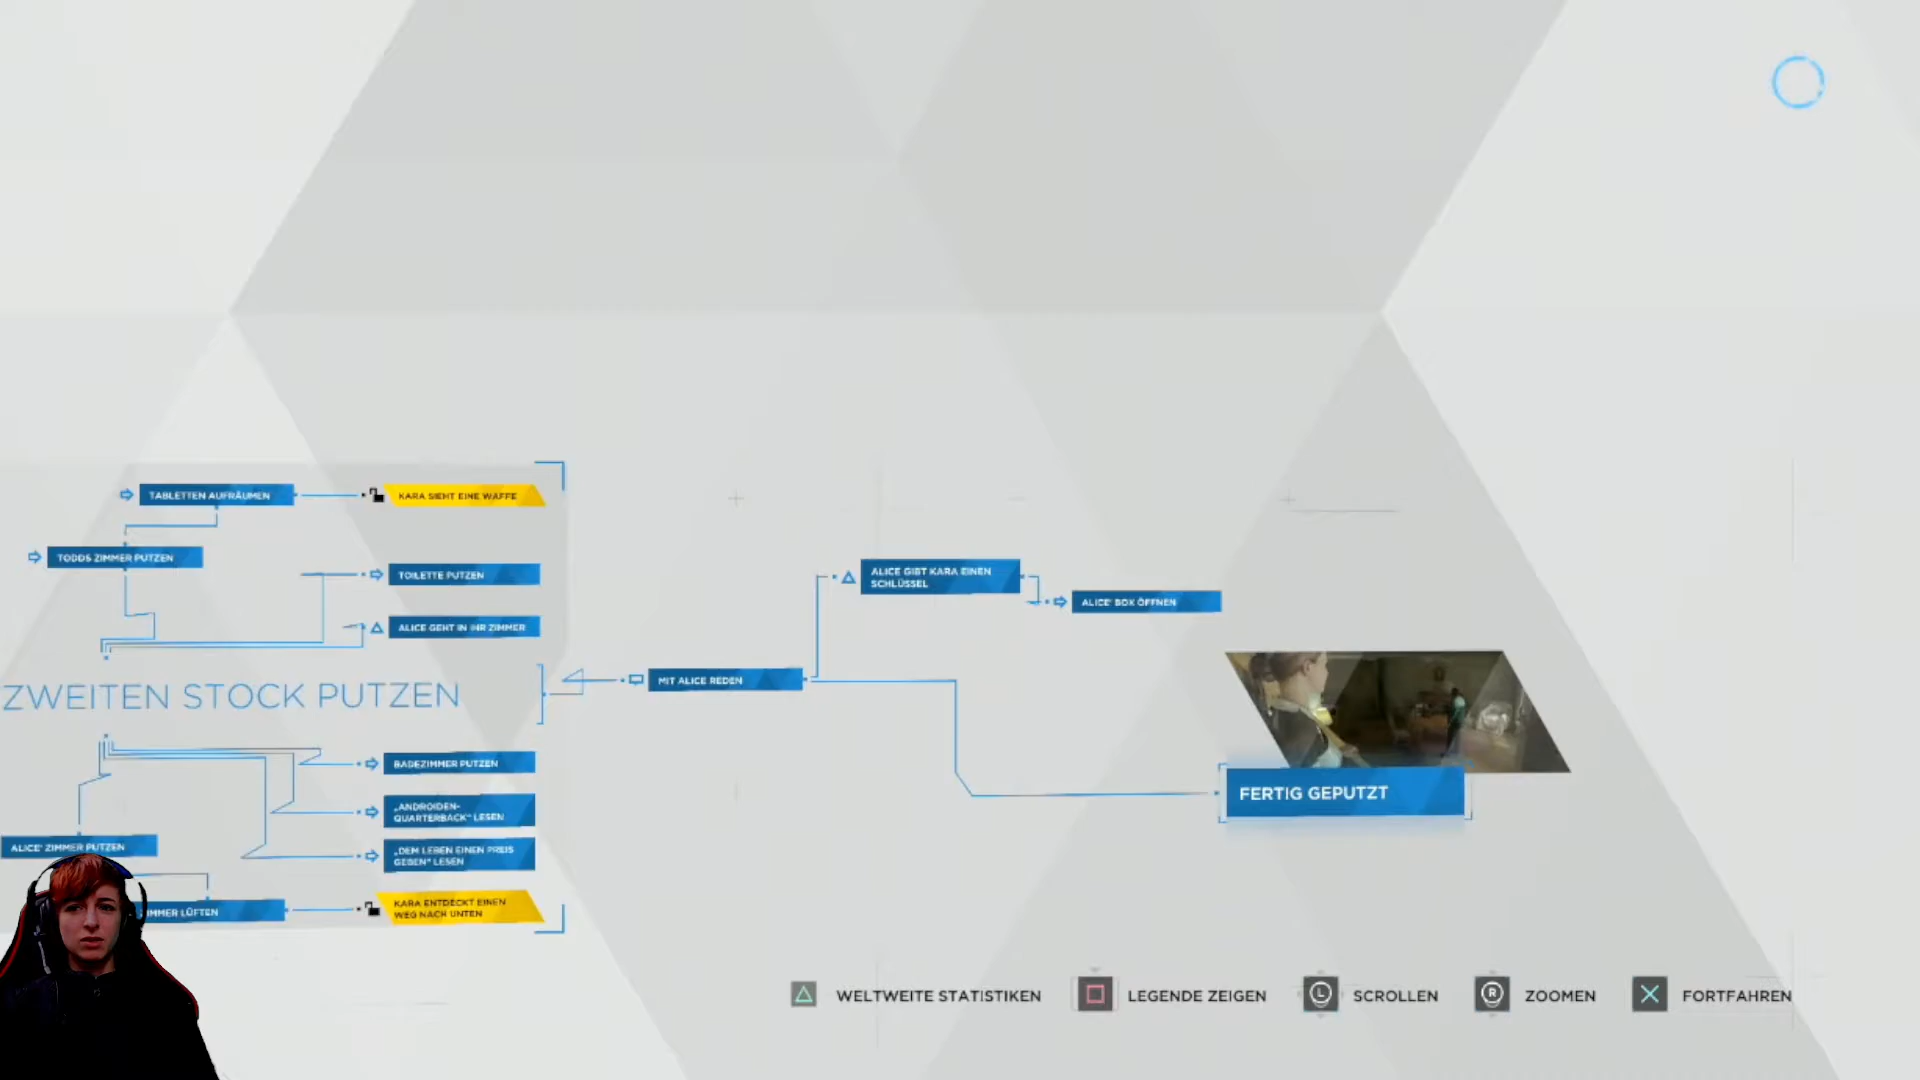 TABLETTEN AUFRÄUMEN
KARA SIEHT EINE WAFFE
TODDS ZIMMER PUTZEN
TOILETTE PUTZEN
ALICE GEHT IN IHR ZIMMER
ZWEITEN STOCK PUTZEN
MIT ALICE REDEN
ALICE GIBT KARA EINEN
SCHLÜSSEL
ALICE' BOX ÖFFNEN
BADEZIMMER PUTZEN
„ANDROIDEN-
QUARTERBACK“ LESEN
„DEM LEBEN EINEN PREIS
GEBEN“ LESEN
ALICE' ZIMMER PUTZEN
IMMER LÜFTEN
KARA ENTDECKT EINEN
WEG NACH UNTEN
FERTIG GEPUTZT
WELTWEITE STATISTIKEN
LEGENDE ZEIGEN
L SCROLLEN
R ZOOMEN
FORTFAHREN